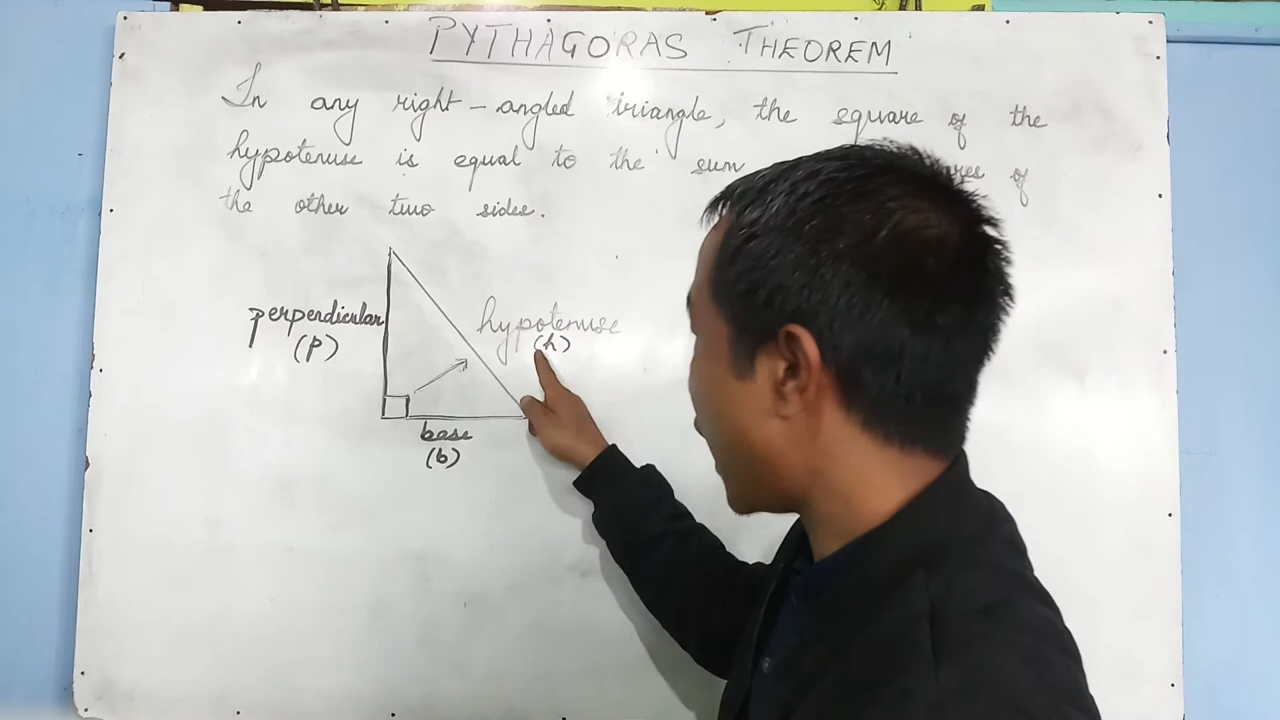 PYTHAGORAS THEOREM
In any right-angled triangle, the square of the
hypotenuse is equal to the sum of
the other two sides.
perpendicular
(p)
hypotenuse
(h)
base
(b)